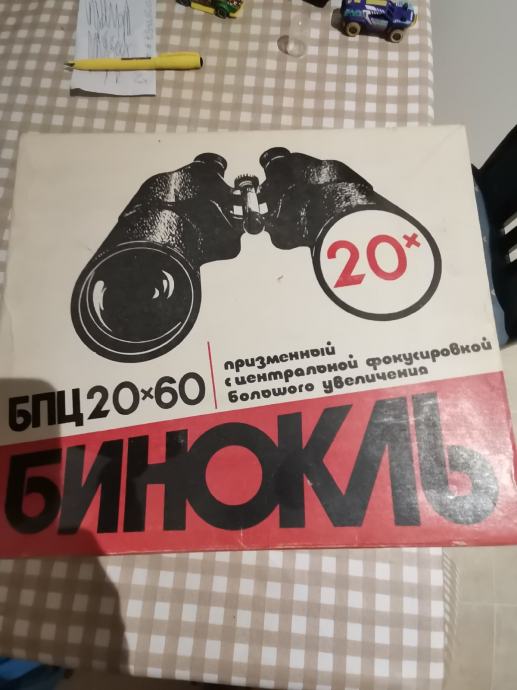 20×
БПЦ 20×60
призменный
с центральной фокусировкой
большого увеличения
БИНОКЛЬ